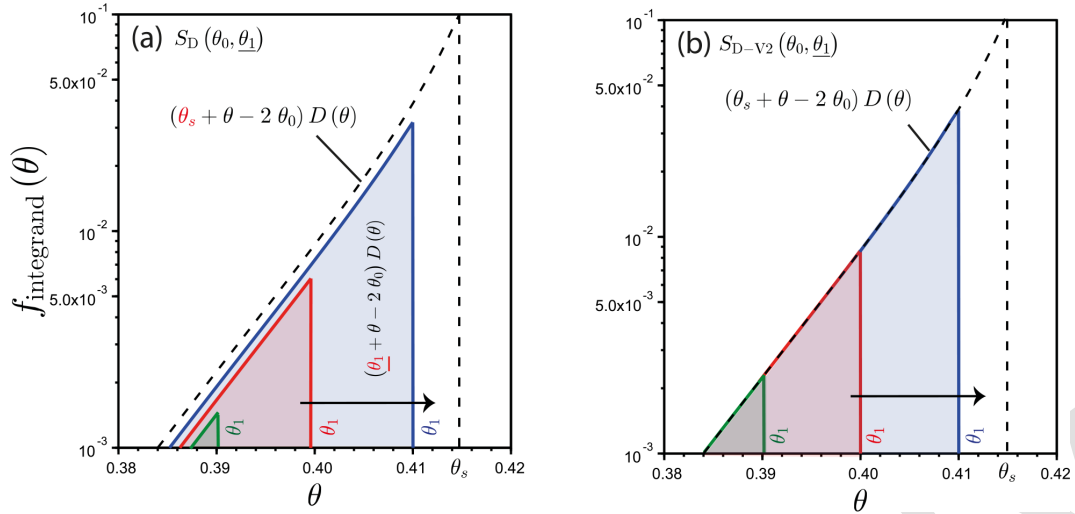 (a) S_D (θ_0, θ_1)
(θ_s + θ − 2 θ_0) D (θ)
(θ_1 + θ − 2 θ_0) D (θ)
f_integrand (θ)
10^-1
5.0x10^-2
10^-2
5.0x10^-3
10^-3
θ_1
θ_1
θ_1
0.38
0.39
0.40
0.41
θ_s
0.42
θ
(b) S_D−V2 (θ_0, θ_1)
(θ_s + θ − 2 θ_0) D (θ)
10^-1
5.0x10^-2
10^-2
5.0x10^-3
10^-3
θ_1
θ_1
θ_1
0.38
0.39
0.40
0.41
θ_s
0.42
θ